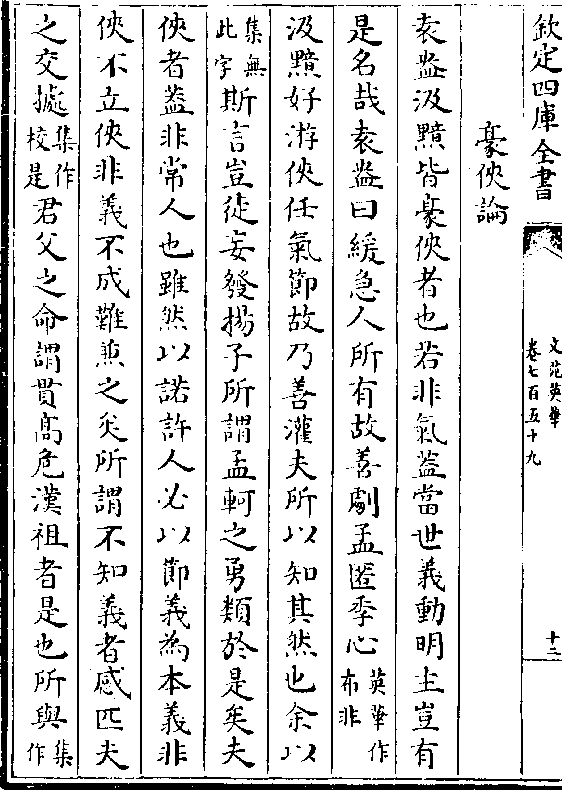 欽定四庫全書
文苑英華
卷七百五十九
十二
豪俠論
袁盎汲黯皆豪俠者也若非氣葢當世義動明主豈有
是名哉袁盎曰緩急人所有故善劇孟匿季心英華作布非
汲黯好游俠任氣節故乃善灌夫所以知其然也余以
集無此字斯言豈徒妄發揚子所謂孟軻之勇類於是矣夫
俠者葢非常人也雖然以諾許人必以節義為本義非
俠不立俠非義不成難兼之矣所謂不知義者感匹夫
之交挍集作校是君父之命謂貫高危漢祖者是也所與集作